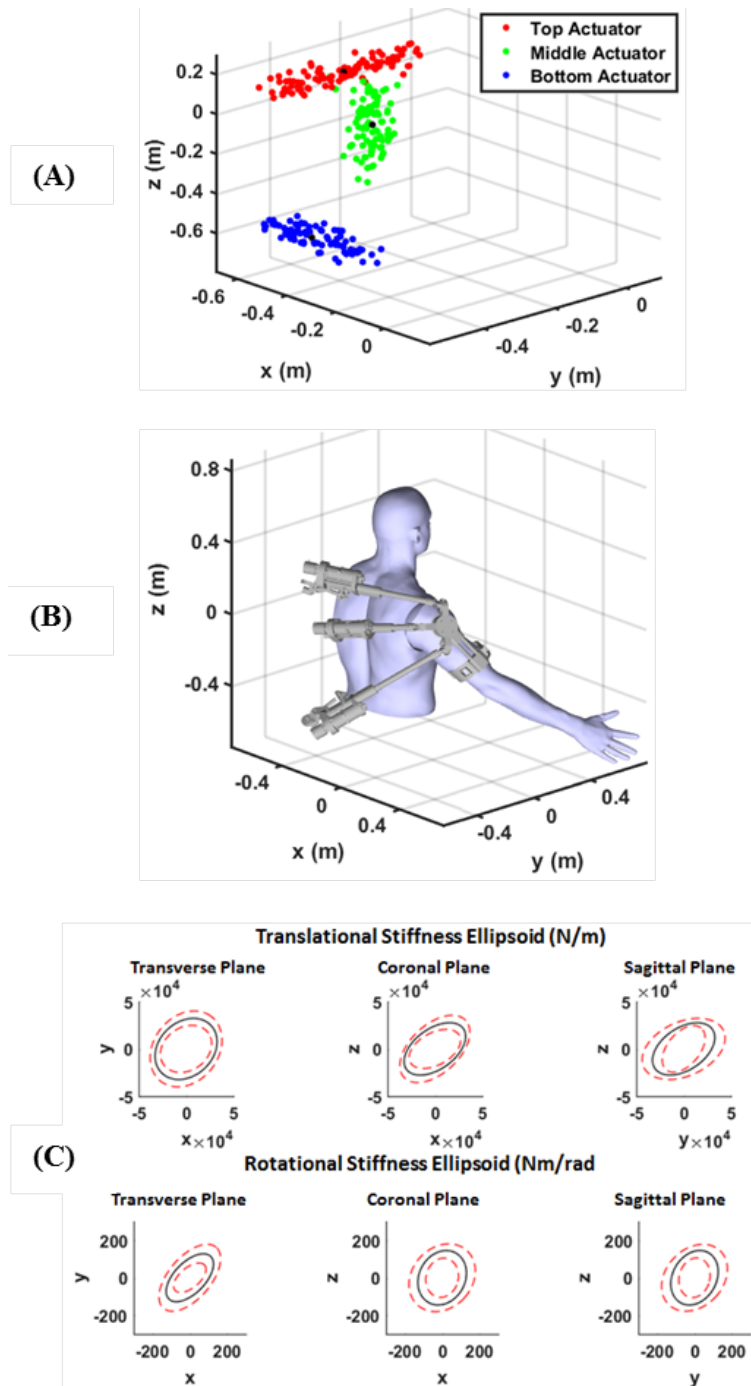 Top Actuator
Middle Actuator
Bottom Actuator
(A)
z (m)
0.2
0
-0.2
-0.4
-0.6
-0.6
-0.4
-0.2
0
x (m)
-0.4
-0.2
0
y (m)
(B)
z (m)
0.8
0.4
0
-0.4
-0.4
0
0.4
x (m)
-0.4
0
0.4
y (m)
(C)
Translational Stiffness Ellipsoid (N/m)
Transverse Plane Coronal Plane Sagittal Plane
×10⁴ ×10⁴ ×10⁴
5 5 5
y 0 z 0 z 0
-5 -5 -5
-5 0 5 -5 0 5 -5 0 5
x×10⁴ x×10⁴ y×10⁴
Rotational Stiffness Ellipsoid (Nm/rad
Transverse Plane Coronal Plane Sagittal Plane
200 200 200
y 0 z 0 z 0
-200 -200 -200
-200 0 200 -200 0 200 -200 0 200
x x y